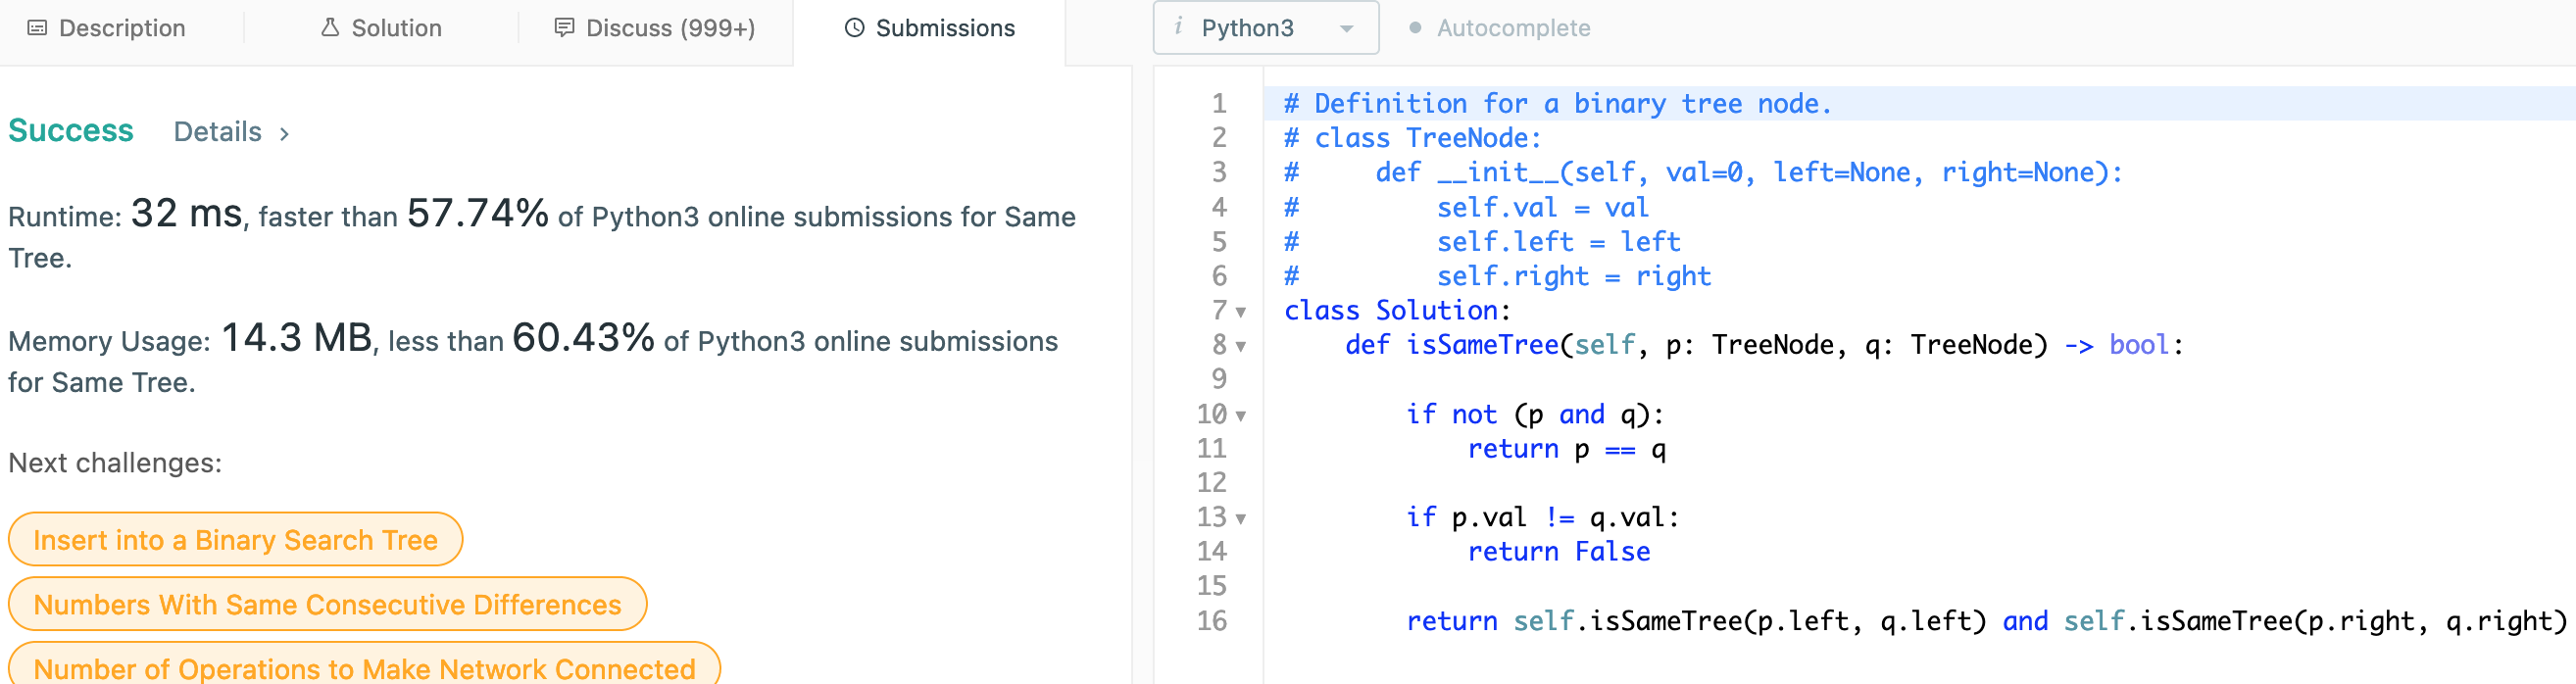 Description
Solution
Discuss (999+)
Submissions
Success
Details >
Runtime: 32 ms, faster than 57.74% of Python3 online submissions for Same
Tree.
Memory Usage: 14.3 MB, less than 60.43% of Python3 online submissions
for Same Tree.
Next challenges:
Insert into a Binary Search Tree
Numbers With Same Consecutive Differences
Number of Operations to Make Network Connected
i Python3
Autocomplete
1 # Definition for a binary tree node.
2 # class TreeNode:
3 #     def __init__(self, val=0, left=None, right=None):
4 #         self.val = val
5 #         self.left = left
6 #         self.right = right
7 class Solution:
8     def isSameTree(self, p: TreeNode, q: TreeNode) -> bool:
9
10         if not (p and q):
11             return p == q
12
13         if p.val != q.val:
14             return False
15
16         return self.isSameTree(p.left, q.left) and self.isSameTree(p.right, q.right)